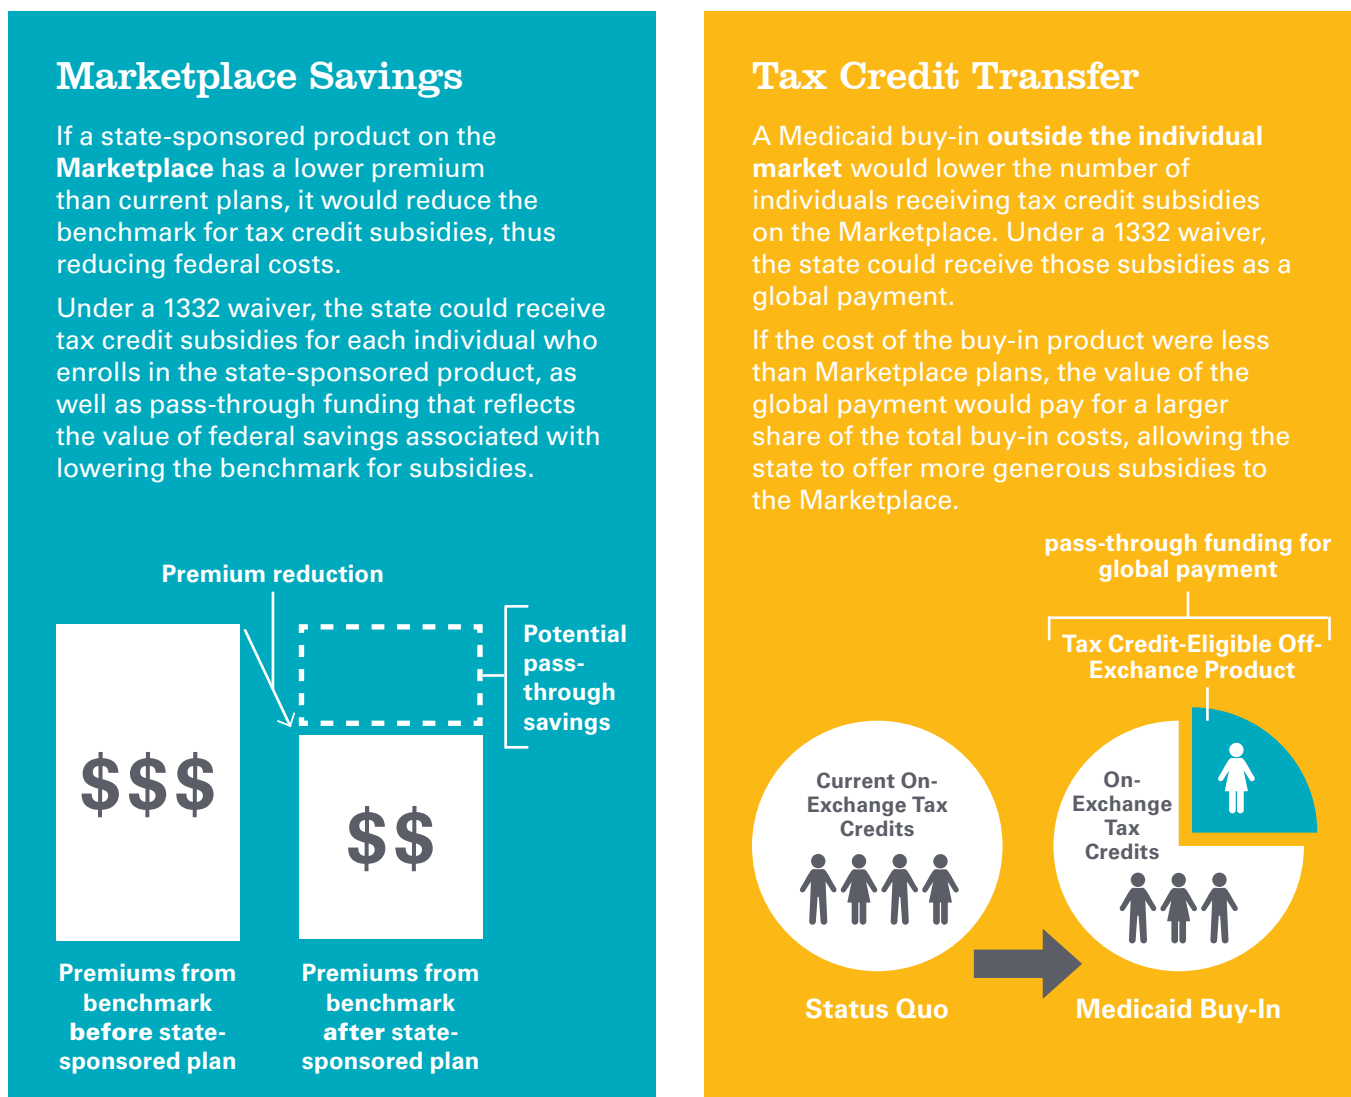 Marketplace Savings
If a state-sponsored product on the
Marketplace has a lower premium
than current plans, it would reduce the
benchmark for tax credit subsidies, thus
reducing federal costs.
Under a 1332 waiver, the state could receive
tax credit subsidies for each individual who
enrolls in the state-sponsored product, as
well as pass-through funding that reflects
the value of federal savings associated with
lowering the benchmark for subsidies.
Premium reduction
Potential
pass-
through
savings
$$$
$$
Premiums from
benchmark
before state-
sponsored plan
Premiums from
benchmark
after state-
sponsored plan
Tax Credit Transfer
A Medicaid buy-in outside the individual
market would lower the number of
individuals receiving tax credit subsidies
on the Marketplace. Under a 1332 waiver,
the state could receive those subsidies as a
global payment.
If the cost of the buy-in product were less
than Marketplace plans, the value of the
global payment would pay for a larger
share of the total buy-in costs, allowing the
state to offer more generous subsidies to
the Marketplace.
pass-through funding for
global payment
Tax Credit-Eligible Off-
Exchance Product
Current On-
Exchange Tax
Credits
On-
Exchange
Tax
Credits
Status Quo
Medicaid Buy-In